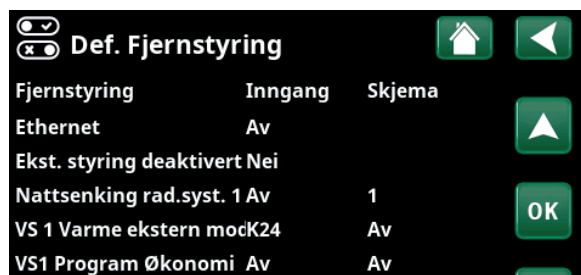 Def. Fjernstyring
Fjernstyring Inngang Skjema
Ethernet Av
Ekst. styring deaktivert Nei
Nattsenking rad.syst. 1 Av 1
OK
VS 1 Varme ekstern mod K24 Av
VS1 Program Økonomi Av Av